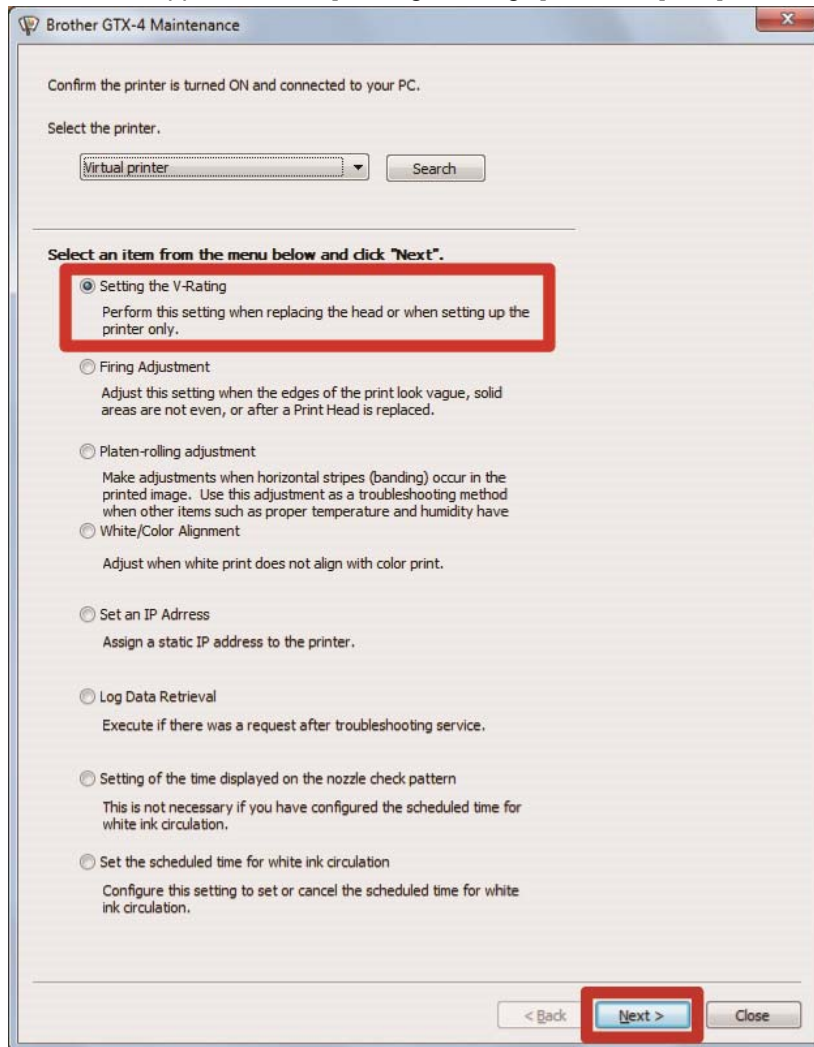 Brother GTX-4 Maintenance
Confirm the printer is turned ON and connected to your PC.
Select the printer.
Virtual printer
Search
Select an item from the menu below and click "Next".
Setting the V-Rating
Perform this setting when replacing the head or when setting up the
printer only.
Firing Adjustment
Adjust this setting when the edges of the print look vague, solid
areas are not even, or after a Print Head is replaced.
Platen-rolling adjustment
Make adjustments when horizontal stripes (banding) occur in the
printed image.  Use this adjustment as a troubleshooting method
when other items such as proper temperature and humidity have
White/Color Alignment
Adjust when white print does not align with color print.
Set an IP Adrress
Assign a static IP address to the printer.
Log Data Retrieval
Execute if there was a request after troubleshooting service.
Setting of the time displayed on the nozzle check pattern
This is not necessary if you have configured the scheduled time for
white ink circulation.
Set the scheduled time for white ink circulation
Configure this setting to set or cancel the scheduled time for white
ink circulation.
< Back
Next >
Close